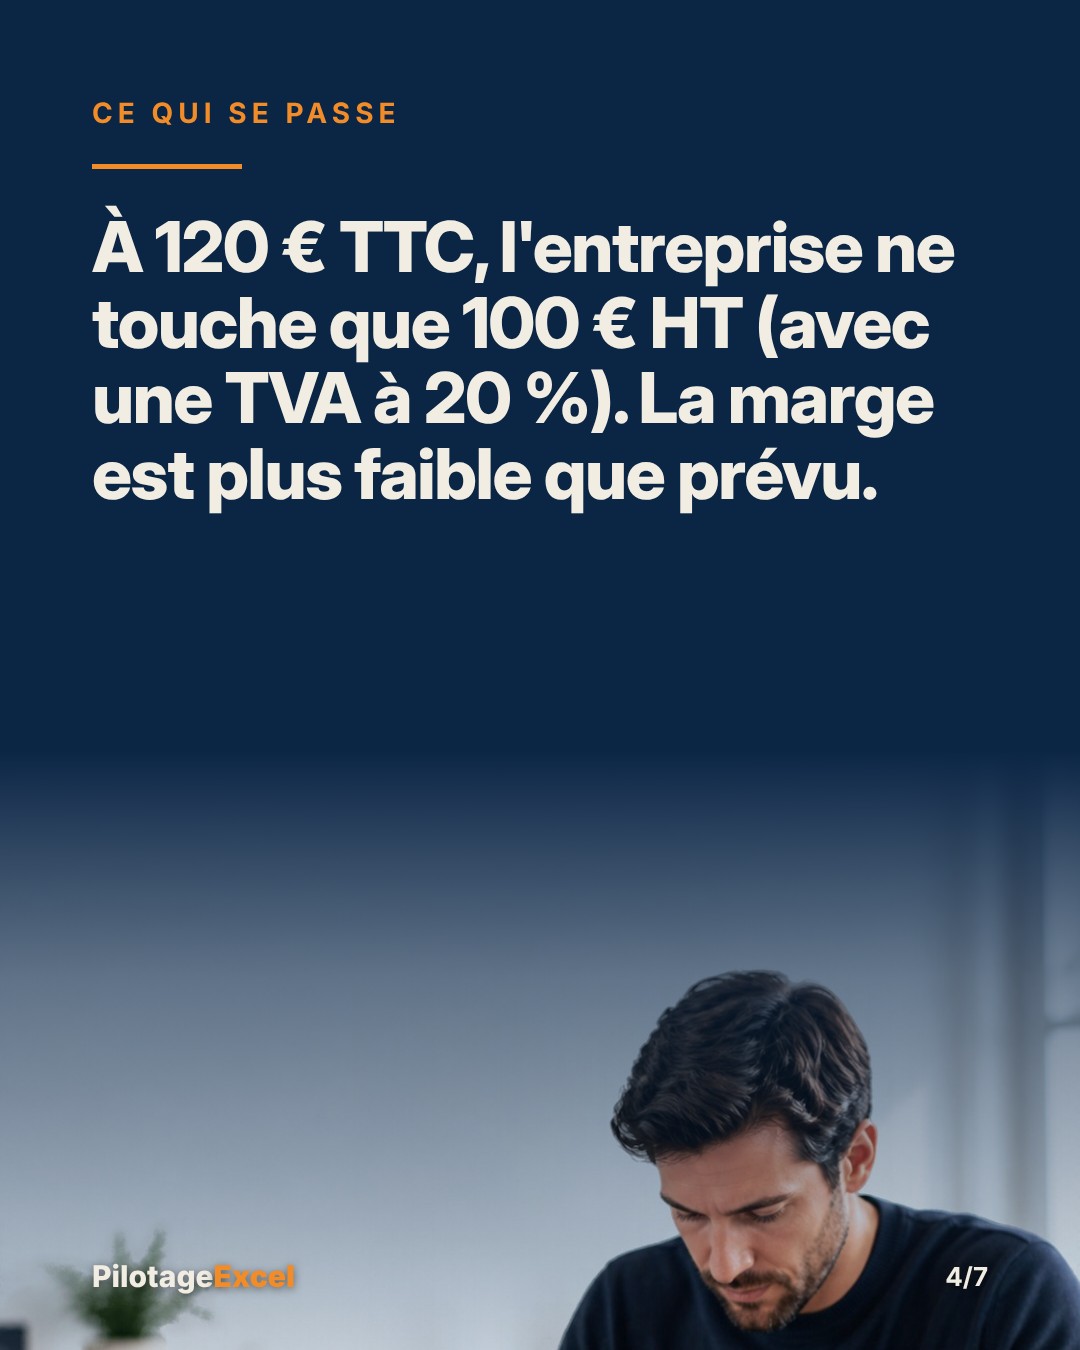 CE QUI SE PASSE
À 120 € TTC, l'entreprise ne
touche que 100 € HT (avec
une TVA à 20 %). La marge
est plus faible que prévu.
PilotageExcel
4/7